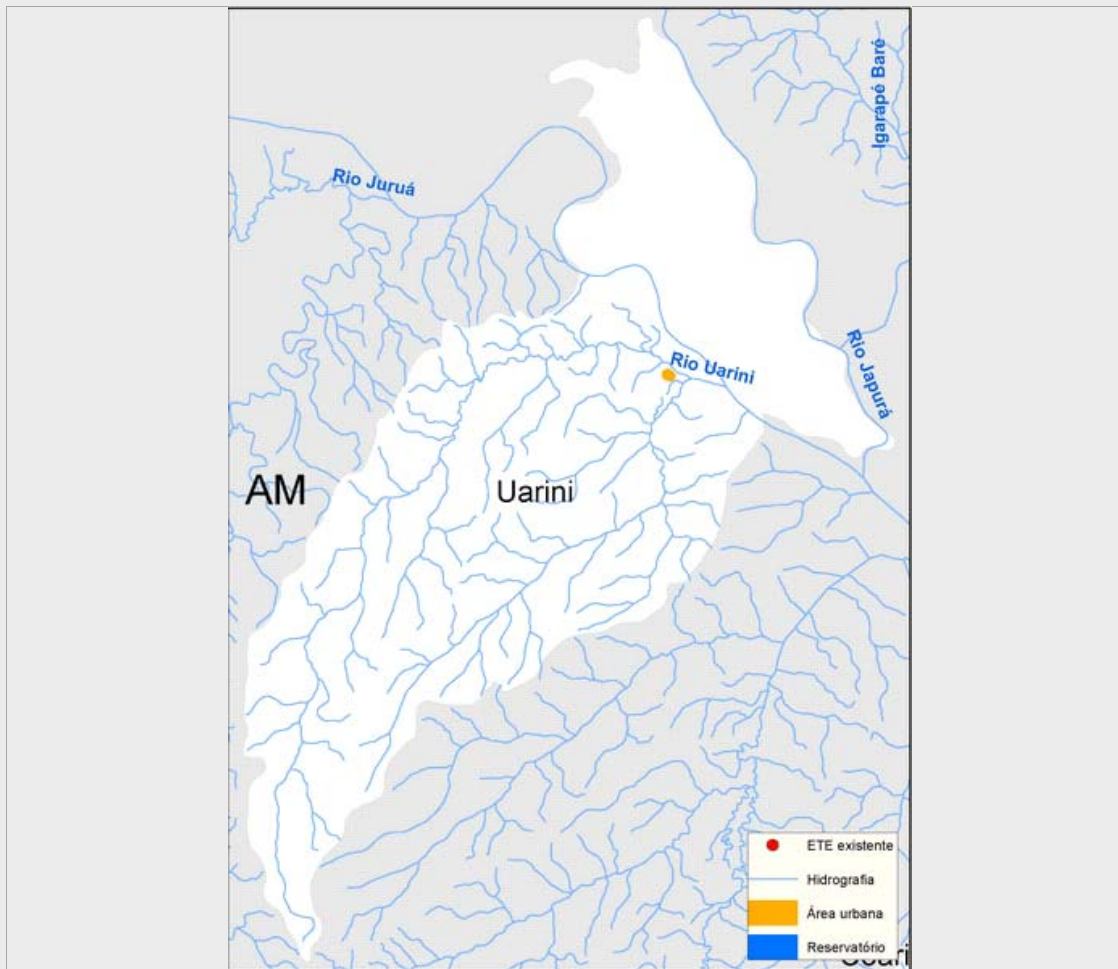 Igarapé Baré
Rio Juruá
Rio Uarini
Rio Japurá
AM
Uarini
ETE existente
Hidrografia
Área urbana
Reservatório